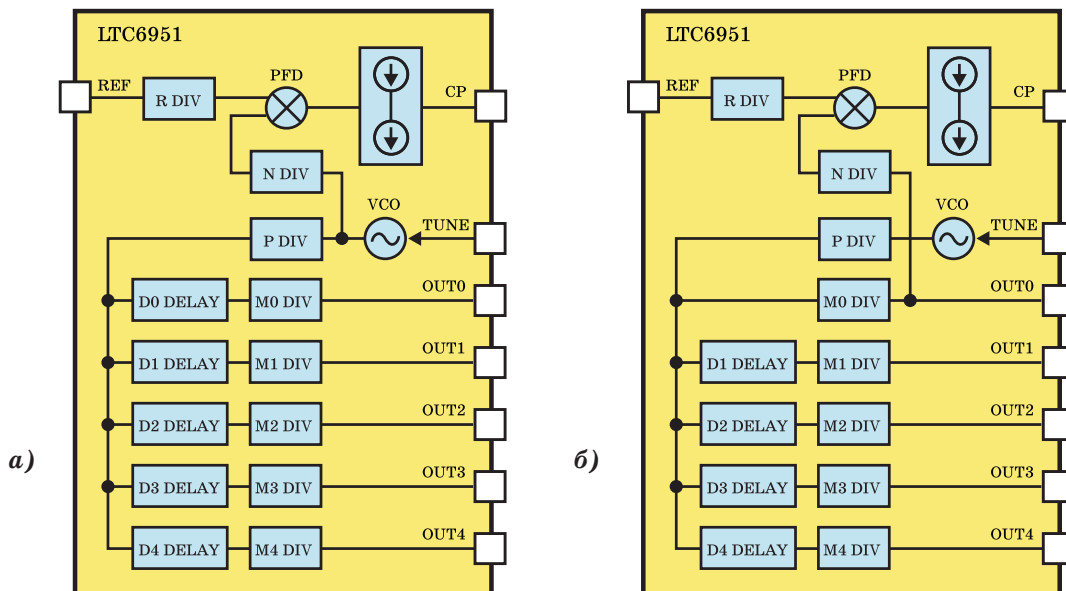 LTC6951
REF
R DIV
PFD
CP
N DIV
VCO
TUNE
P DIV
OUT0
D0 DELAY
M0 DIV
OUT1
D1 DELAY
M1 DIV
OUT2
D2 DELAY
M2 DIV
OUT3
D3 DELAY
M3 DIV
OUT4
D4 DELAY
M4 DIV
а)
LTC6951
REF
R DIV
PFD
CP
N DIV
VCO
TUNE
P DIV
OUT0
M0 DIV
OUT1
D1 DELAY
M1 DIV
OUT2
D2 DELAY
M2 DIV
OUT3
D3 DELAY
M3 DIV
OUT4
D4 DELAY
M4 DIV
б)